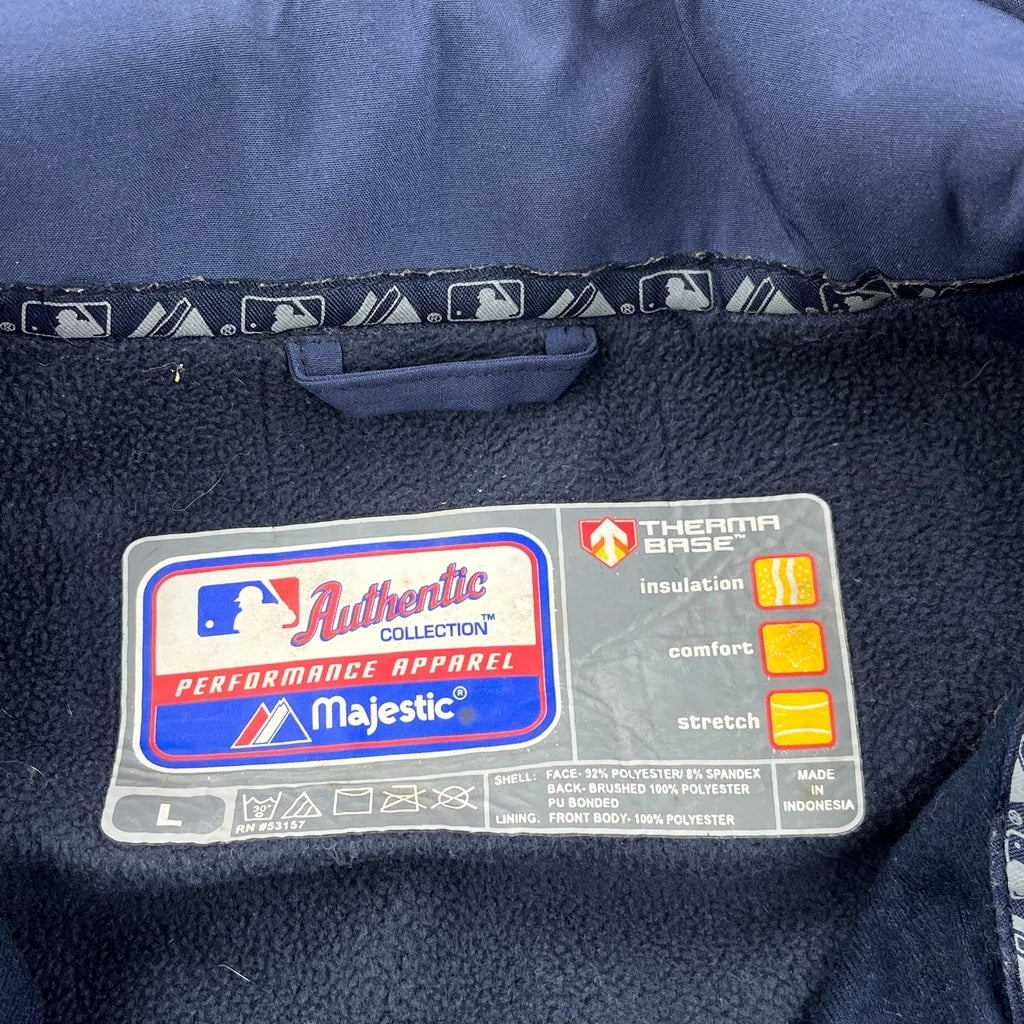 ® ® ® ®
Authentic
COLLECTION™
PERFORMANCE APPAREL
Majestic®
THERMA
BASE™
insulation
comfort
stretch
L
30°
RN #53157
SHELL: FACE- 92% POLYESTER/ 8% SPANDEX
BACK- BRUSHED 100% POLYESTER
PU BONDED
LINING. FRONT BODY- 100% POLYESTER
MADE
IN
INDONESIA